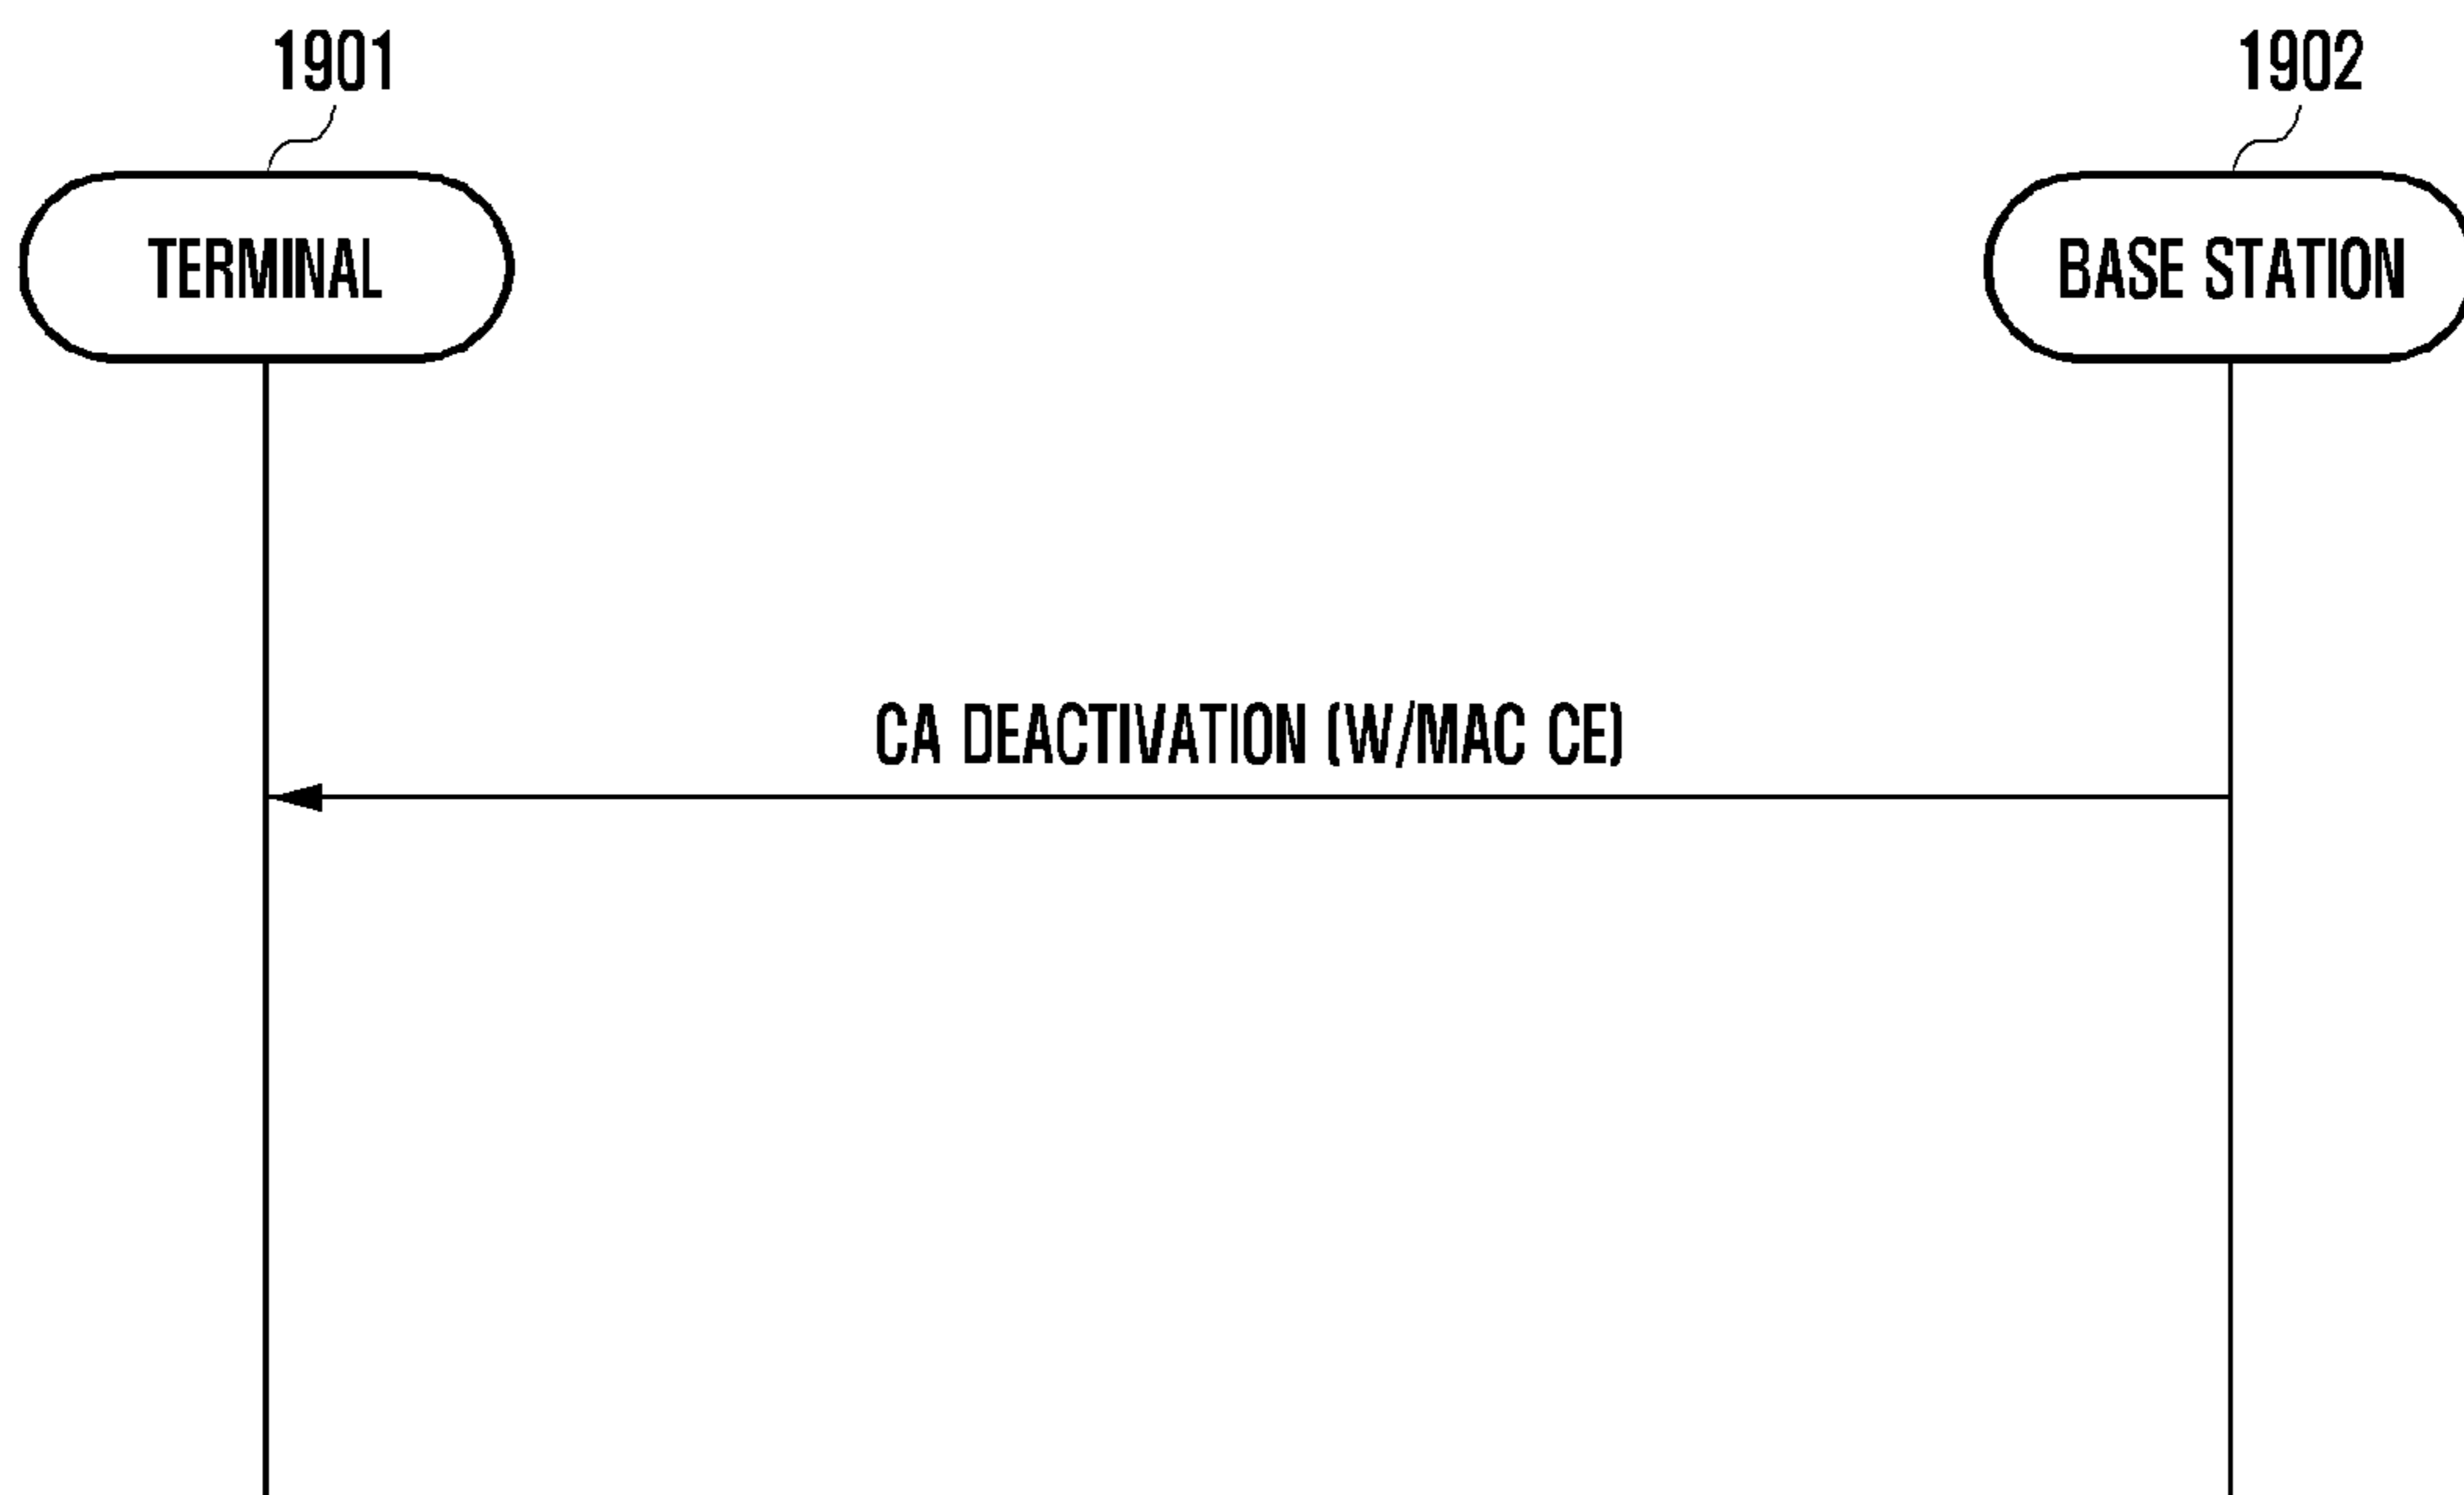 1901
1902
TERMINAL
BASE STATION
CA DEACTIVATION (W/MAC CE)